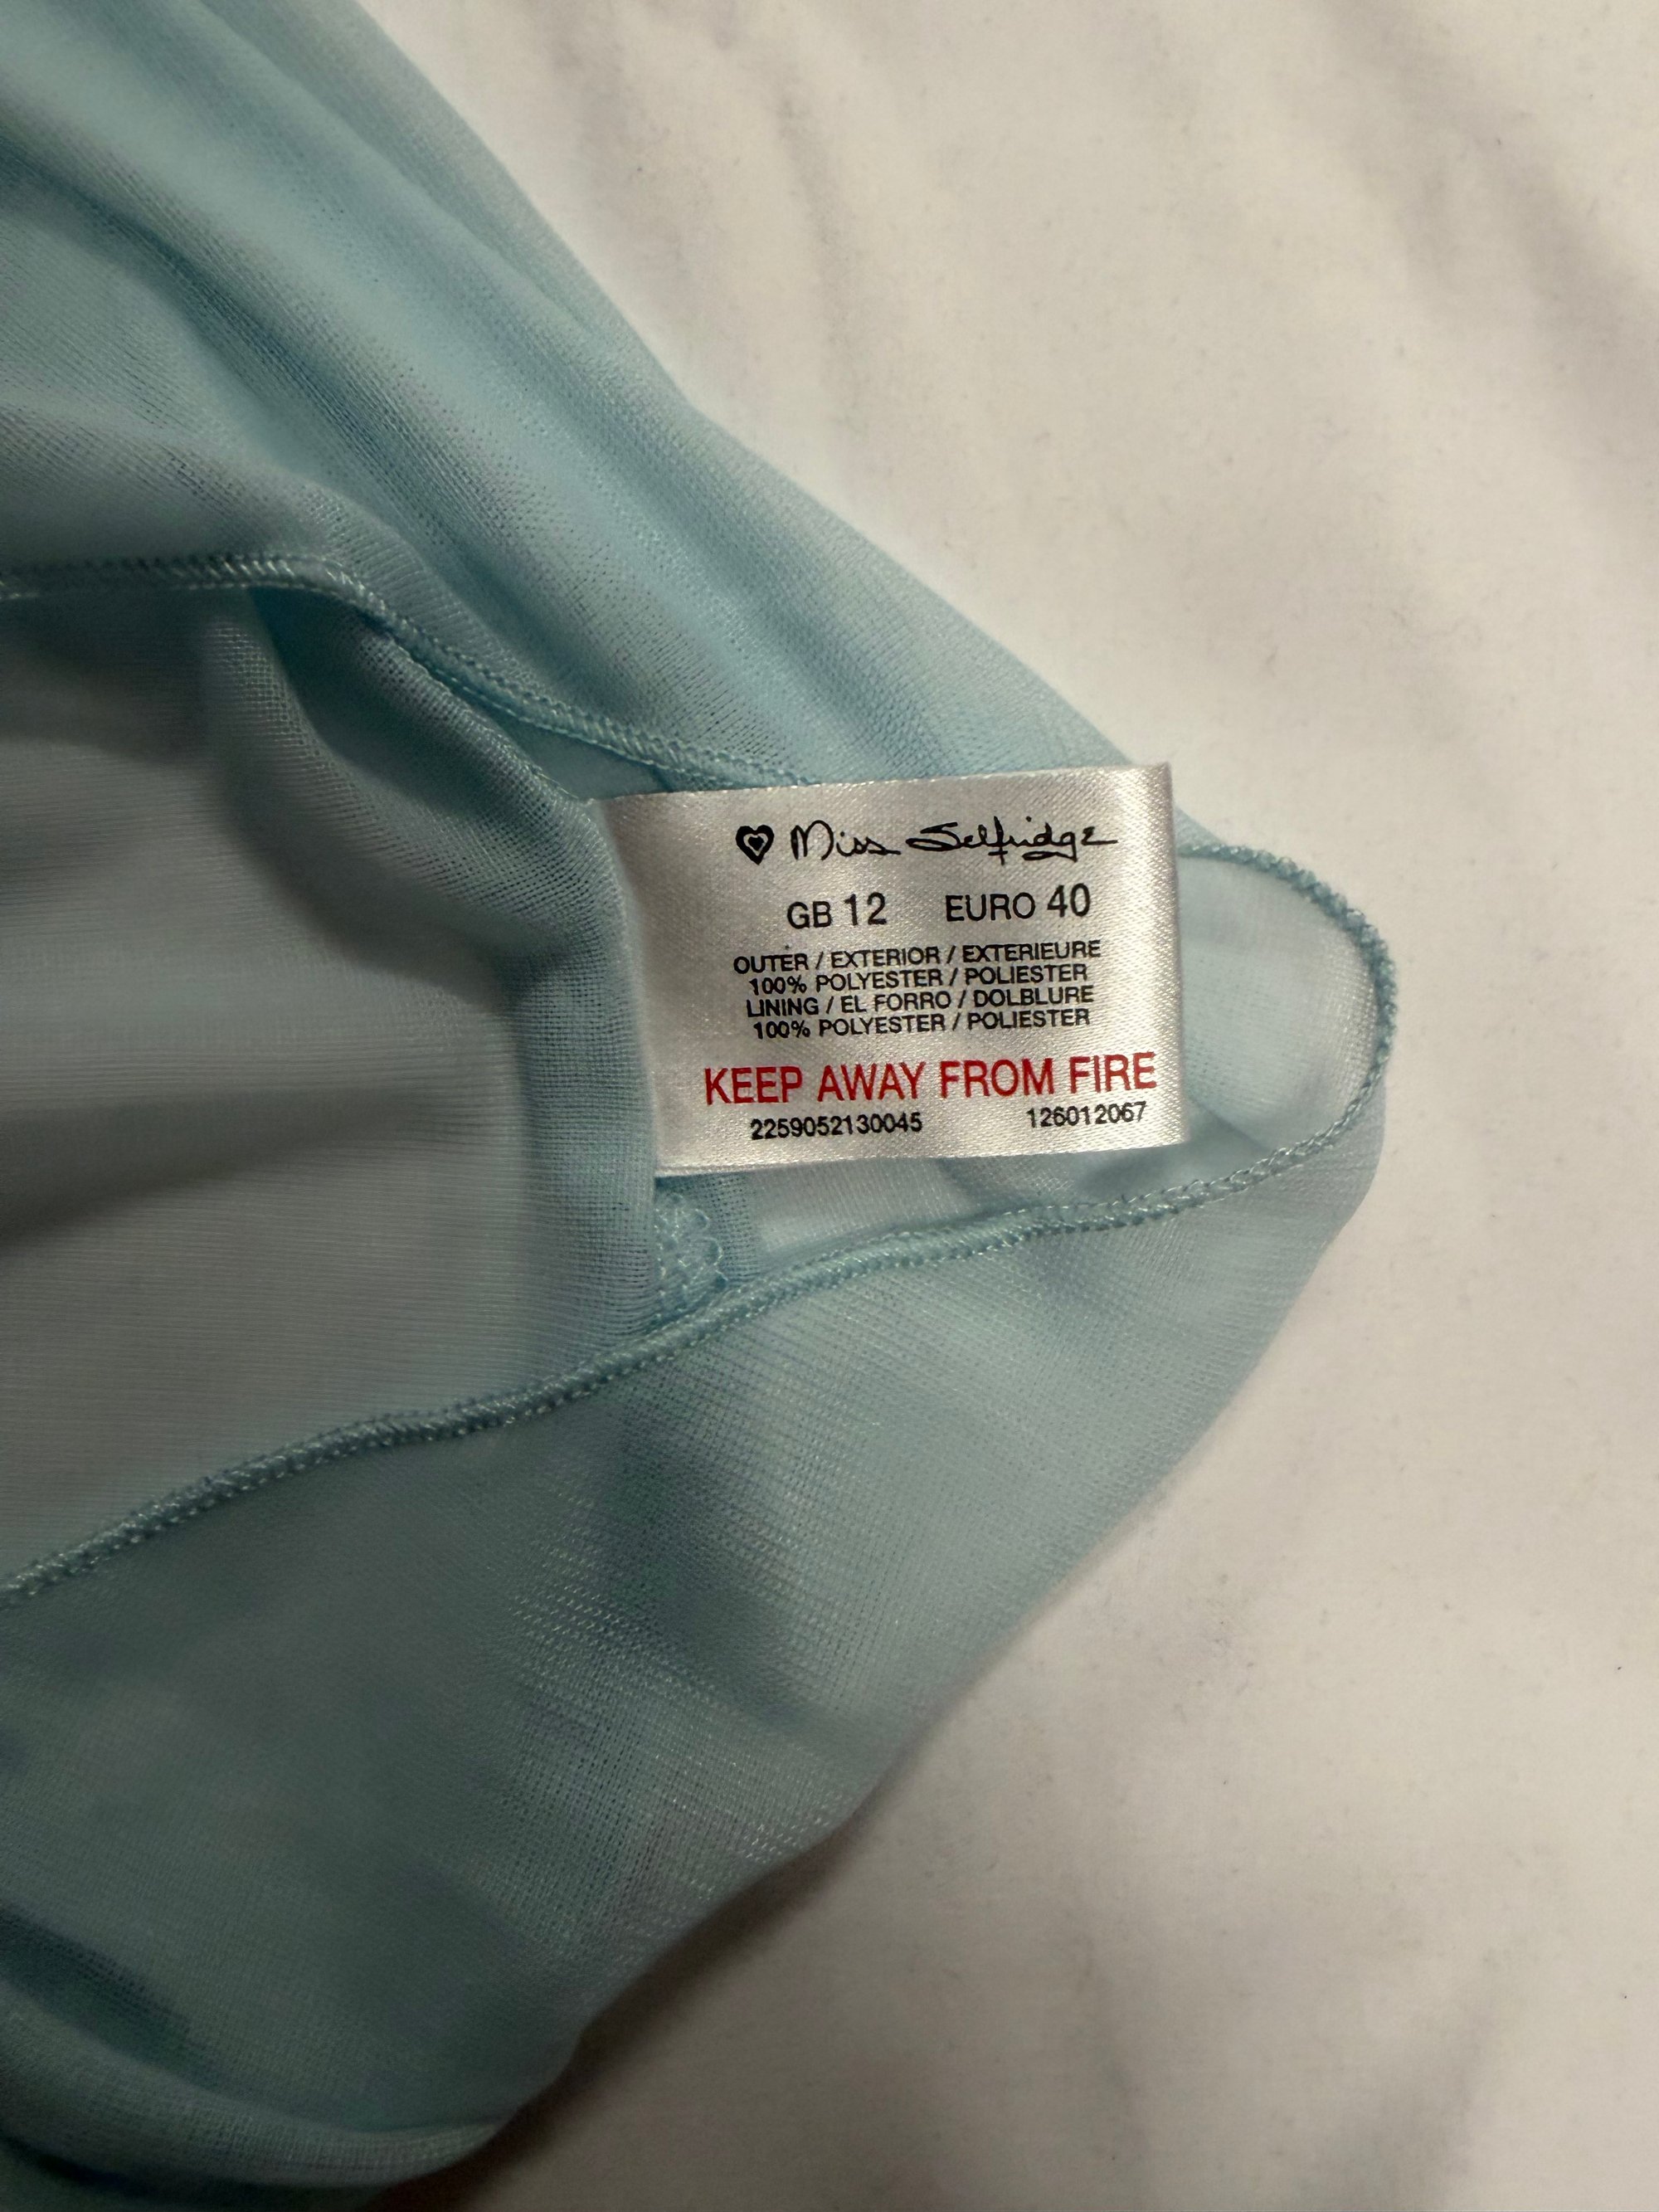 Miss Selfridge
GB 12 EURO 40
OUTER / EXTERIOR / EXTERIEURE
100% POLYESTER / POLIESTER
LINING / EL FORRO / DOLBLURE
100% POLYESTER / POLIESTER
KEEP AWAY FROM FIRE
2259052130045 126012067